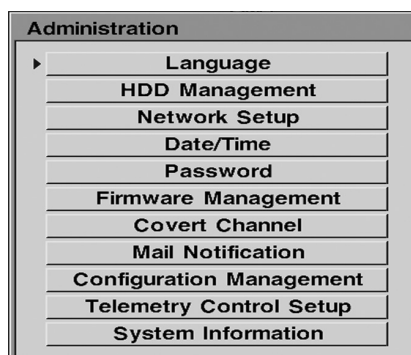 Administration
Language
HDD Management
Network Setup
Date/Time
Password
Firmware Management
Covert Channel
Mail Notification
Configuration Management
Telemetry Control Setup
System Information